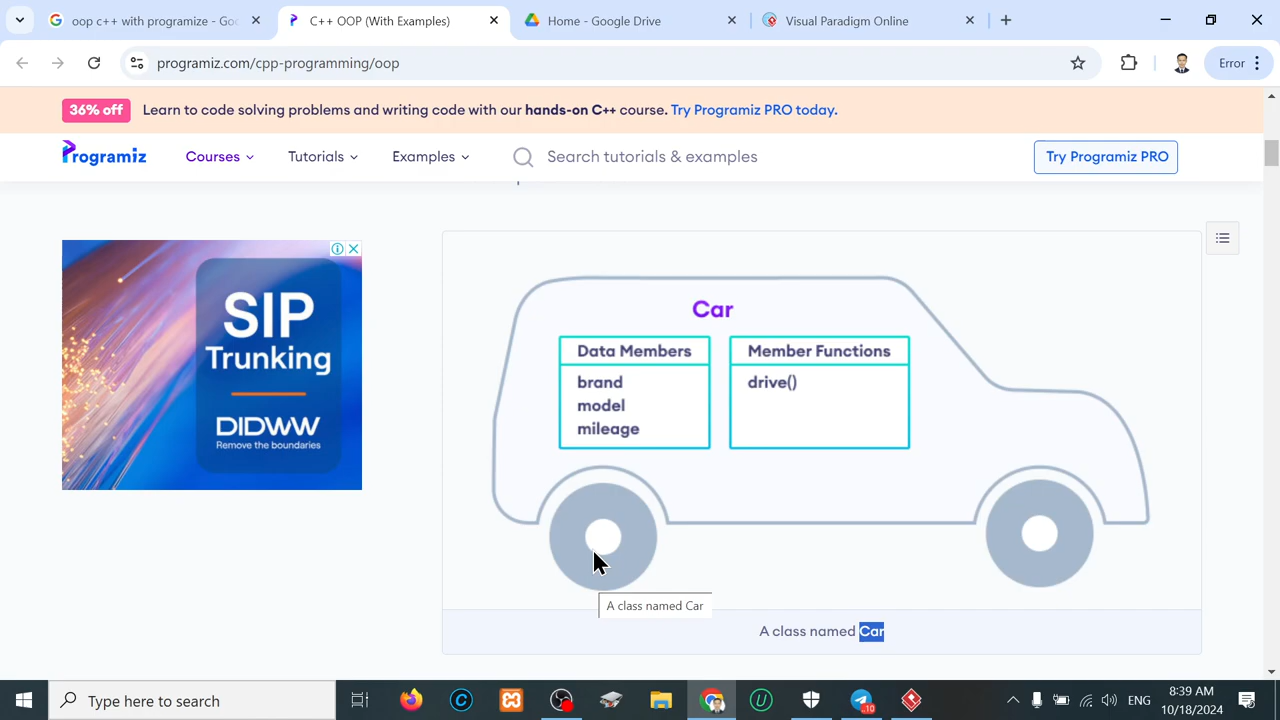 oop c++ with programize - Goo
C++ OOP (With Examples)
Home - Google Drive
Visual Paradigm Online
programiz.com/cpp-programming/oop
Error
36% off
Learn to code solving problems and writing code with our hands-on C++ course. Try Programiz PRO today.
Programiz
Courses
Tutorials
Examples
Search tutorials & examples
Try Programiz PRO
SIP
Trunking
DIDWW
Remove the boundaries
Car
Data Members
brand
model
mileage
Member Functions
drive()
A class named Car
A class named Car
Type here to search
10
ENG
8:39 AM
10/18/2024